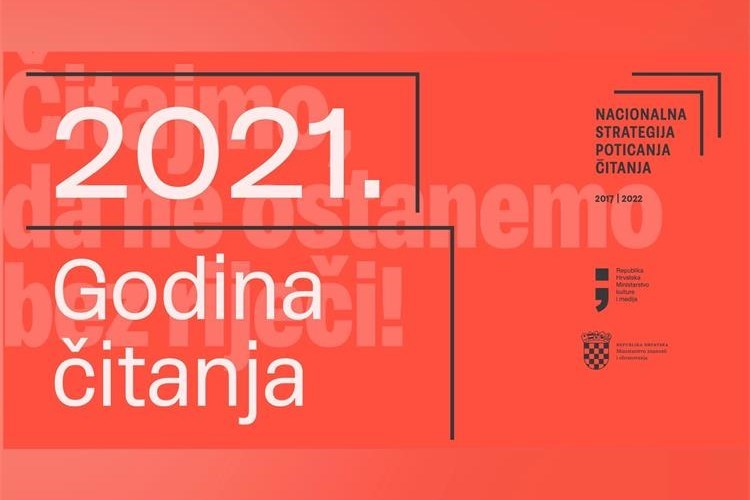 Čitajmo,
da ne ostanemo
bez riječi!
2021.
Godina
čitanja
NACIONALNA
STRATEGIJA
POTICANJA
ČITANJA
2017 | 2022
Republika
Hrvatska
Ministarstvo
kulture
i medija
REPUBLIKA HRVATSKA
Ministarstvo znanosti
i obrazovanja